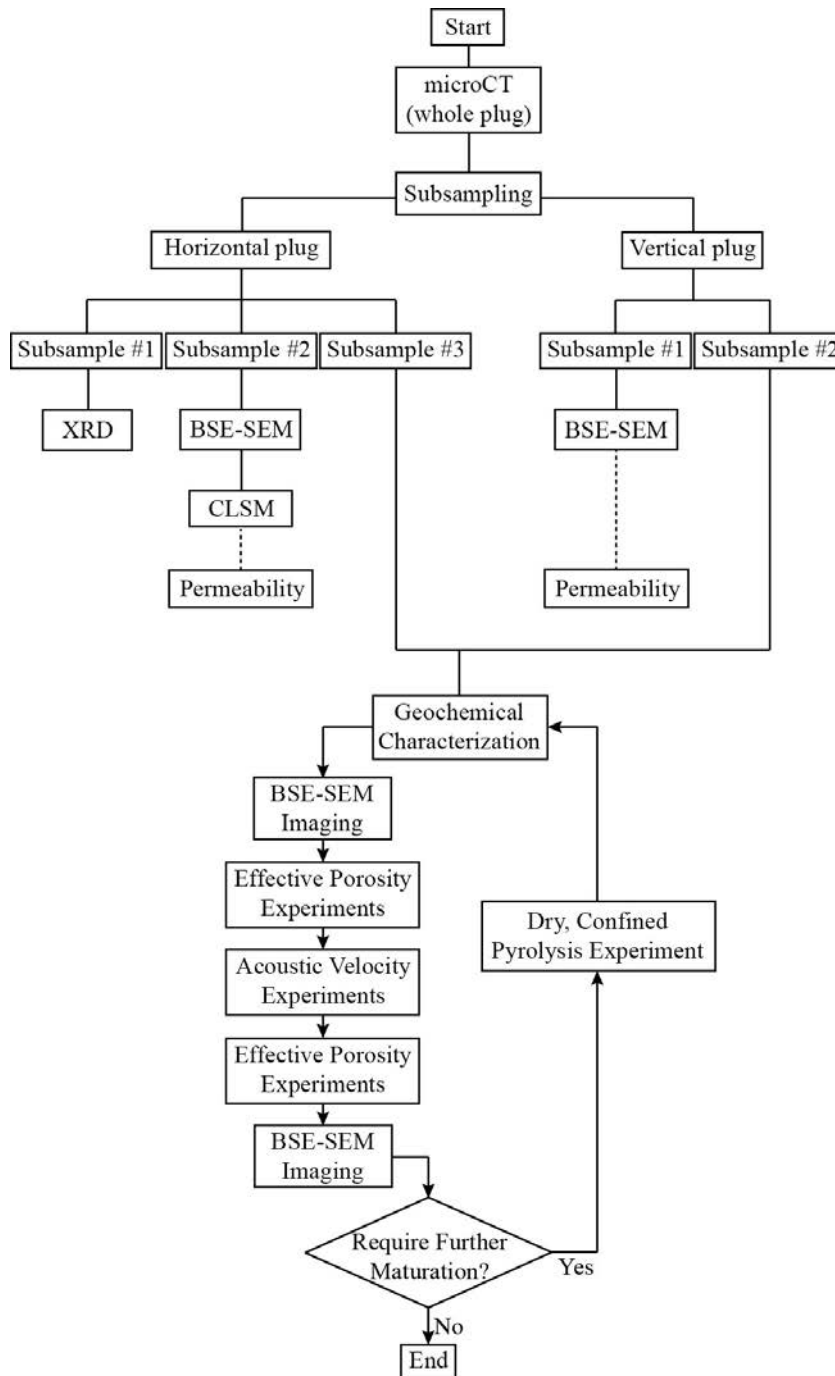 Start
microCT
(whole plug)
Subsampling
Horizontal plug
Vertical plug
Subsample #1
Subsample #2
Subsample #3
Subsample #1
Subsample #2
XRD
BSE-SEM
BSE-SEM
CLSM
Permeability
Permeability
Geochemical
Characterization
BSE-SEM
Imaging
Effective Porosity
Experiments
Dry, Confined
Pyrolysis Experiment
Acoustic Velocity
Experiments
Effective Porosity
Experiments
BSE-SEM
Imaging
Require Further
Maturation?
Yes
No
End